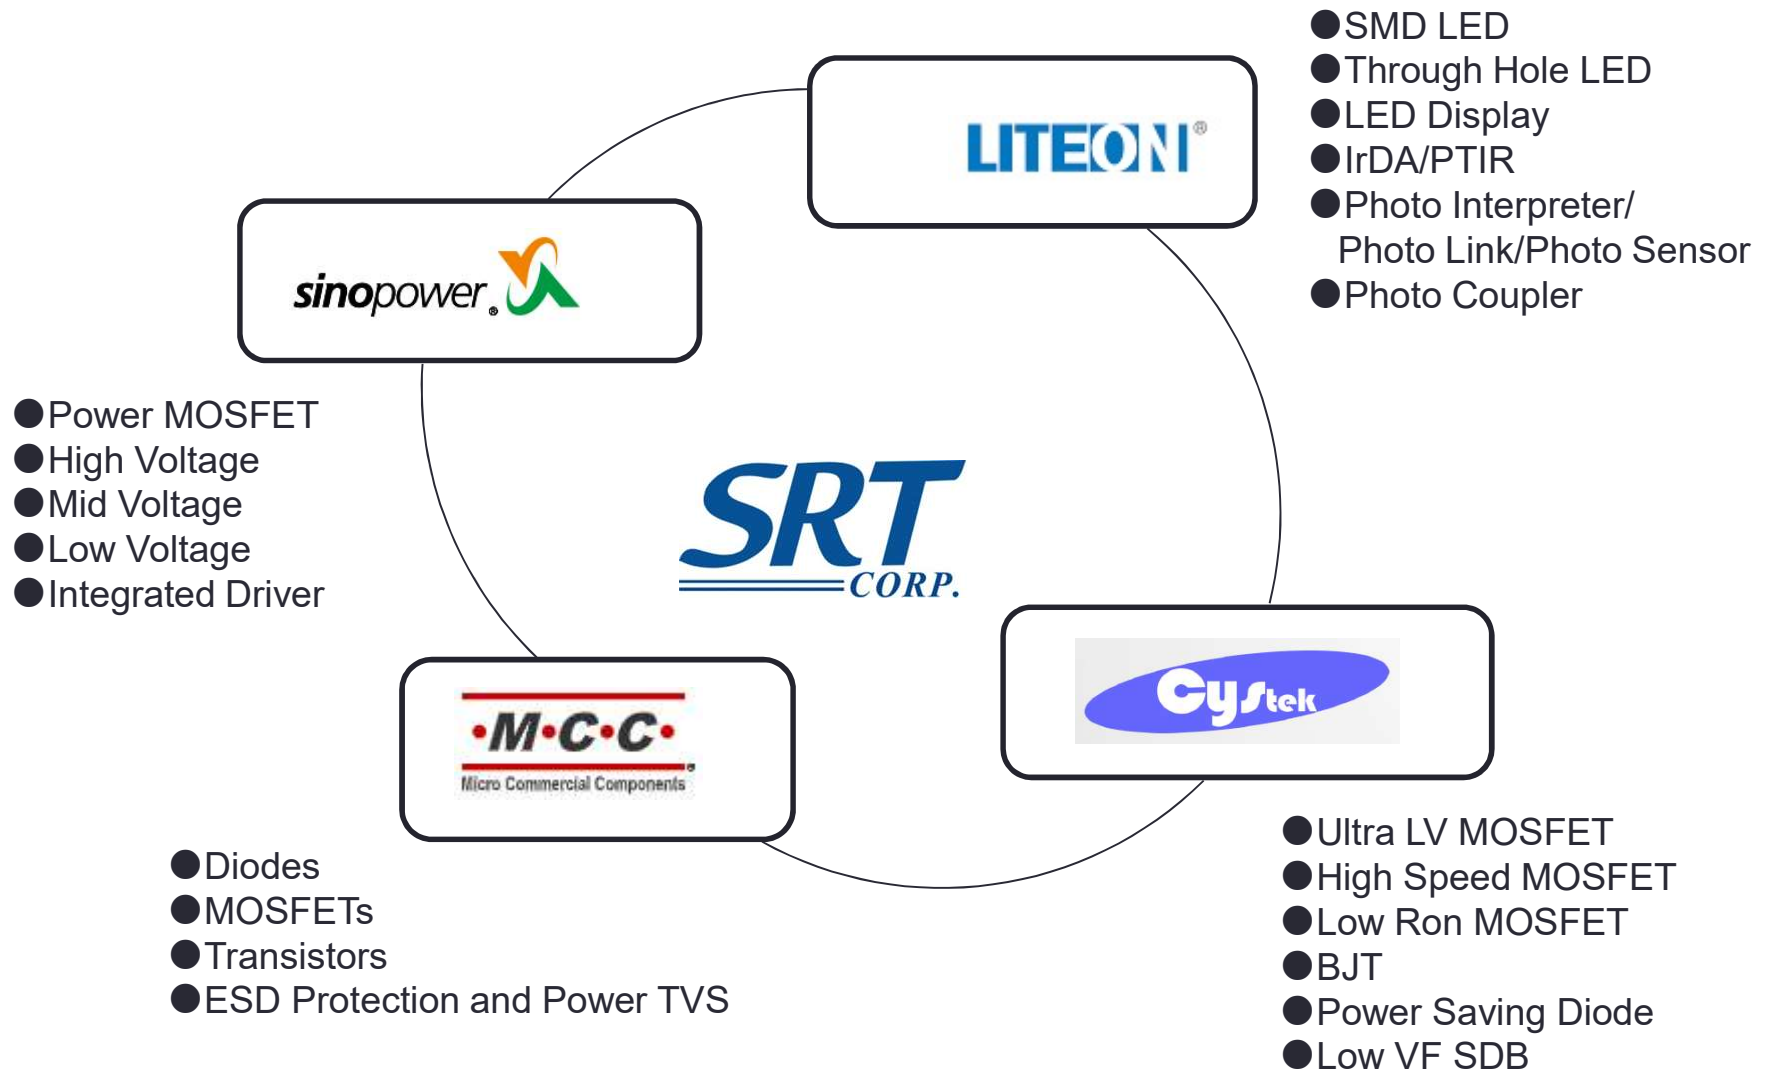 ●SMD LED
●Through Hole LED
●LED Display
●IrDA/PTIR
●Photo Interpreter/
Photo Link/Photo Sensor
●Photo Coupler
LITEON®
sinopower®
●Power MOSFET
●High Voltage
●Mid Voltage
●Low Voltage
●Integrated Driver
SRT
CORP.
•M•C•C•
Micro Commercial Components®
●Diodes
●MOSFETs
●Transistors
●ESD Protection and Power TVS
Cystek
●Ultra LV MOSFET
●High Speed MOSFET
●Low Ron MOSFET
●BJT
●Power Saving Diode
●Low VF SDB